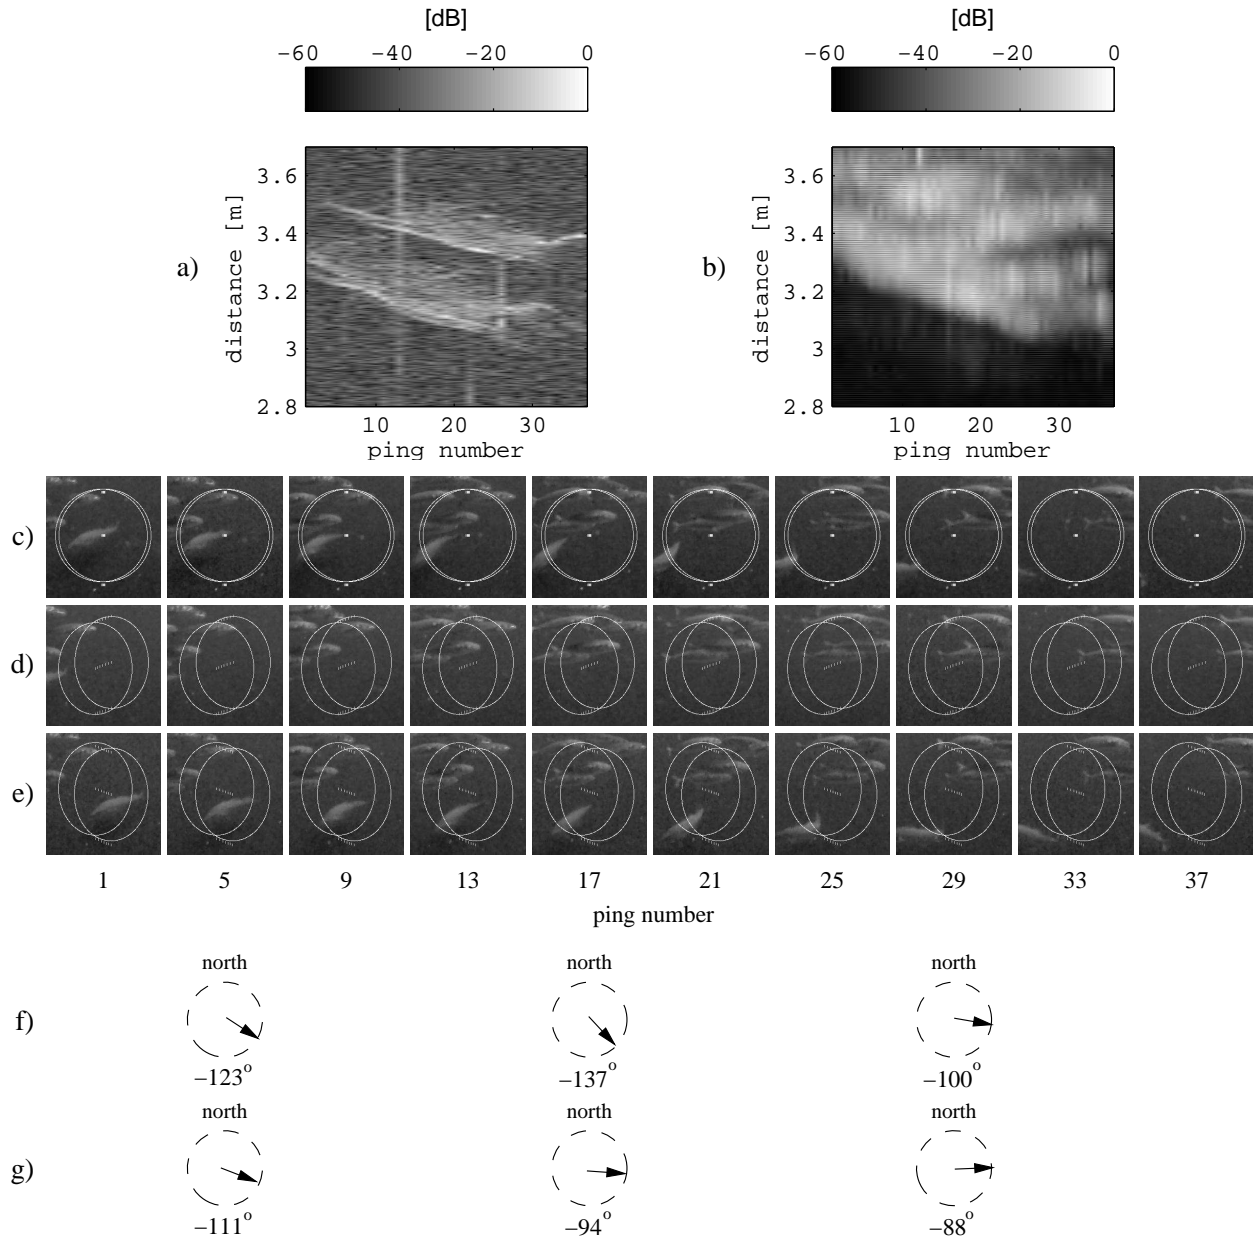 [dB] [dB]
−60 −40 −20 0 −60 −40 −20 0
a) distance [m] 3.6 3.4 3.2 3 2.8
10 20 30
ping number
b) distance [m] 3.6 3.4 3.2 3 2.8
10 20 30
ping number
c)
d)
e)
1 5 9 13 17 21 25 29 33 37
ping number
north north north
f)
−123° −137° −100°
north north north
g)
−111° −94° −88°